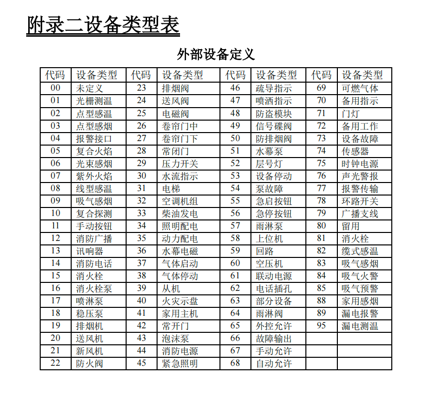 附录二设备类型表
外部设备定义
代码 设备类型 代码 设备类型 代码 设备类型 代码 设备类型
00 未定义 23 排烟阀 46 疏导指示 69 可燃气体
01 光栅测温 24 送风阀 47 喷洒指示 70 备用指示
02 点型感温 25 电磁阀 48 防盗模块 71 门灯
03 点型感烟 26 卷帘门中 49 信号碟阀 72 备用工作
04 报警接口 27 卷帘门下 50 防排烟阀 73 设备故障
05 复合火焰 28 常闭门 51 水幕泵 74 传感器
06 光束感烟 29 压力开关 52 层号灯 75 时钟电源
07 紫外火焰 30 水流指示 53 设备停动 76 声光警报
08 线型感温 31 电梯 54 泵故障 77 报警传输
09 吸气感烟 32 空调机组 55 急启按钮 78 环路开关
10 复合探测 33 柴油发电 56 急停按钮 79 广播支线
11 手动按钮 34 照明配电 57 雨淋泵 80 留用
12 消防广播 35 动力配电 58 上位机 81 消火栓
13 讯响器 36 水幕电磁 59 回路 82 缆式感温
14 消防电话 37 气体启动 60 空压机 83 吸气感烟
15 消火栓 38 气体停动 61 联动电源 84 吸气火警
16 消火栓泵 39 从机 62 电话插孔 85 吸气预警
17 喷淋泵 40 火灾示盘 63 部分设备 88 家用感烟
18 稳压泵 41 家用主机 64 雨淋阀 89 漏电报警
19 排烟机 42 常开门 65 外控允许 95 漏电测温
20 送风机 43 泡沫泵 66 故障输出
21 新风机 44 消防电源 67 手动允许
22 防火阀 45 紧急照明 68 自动允许